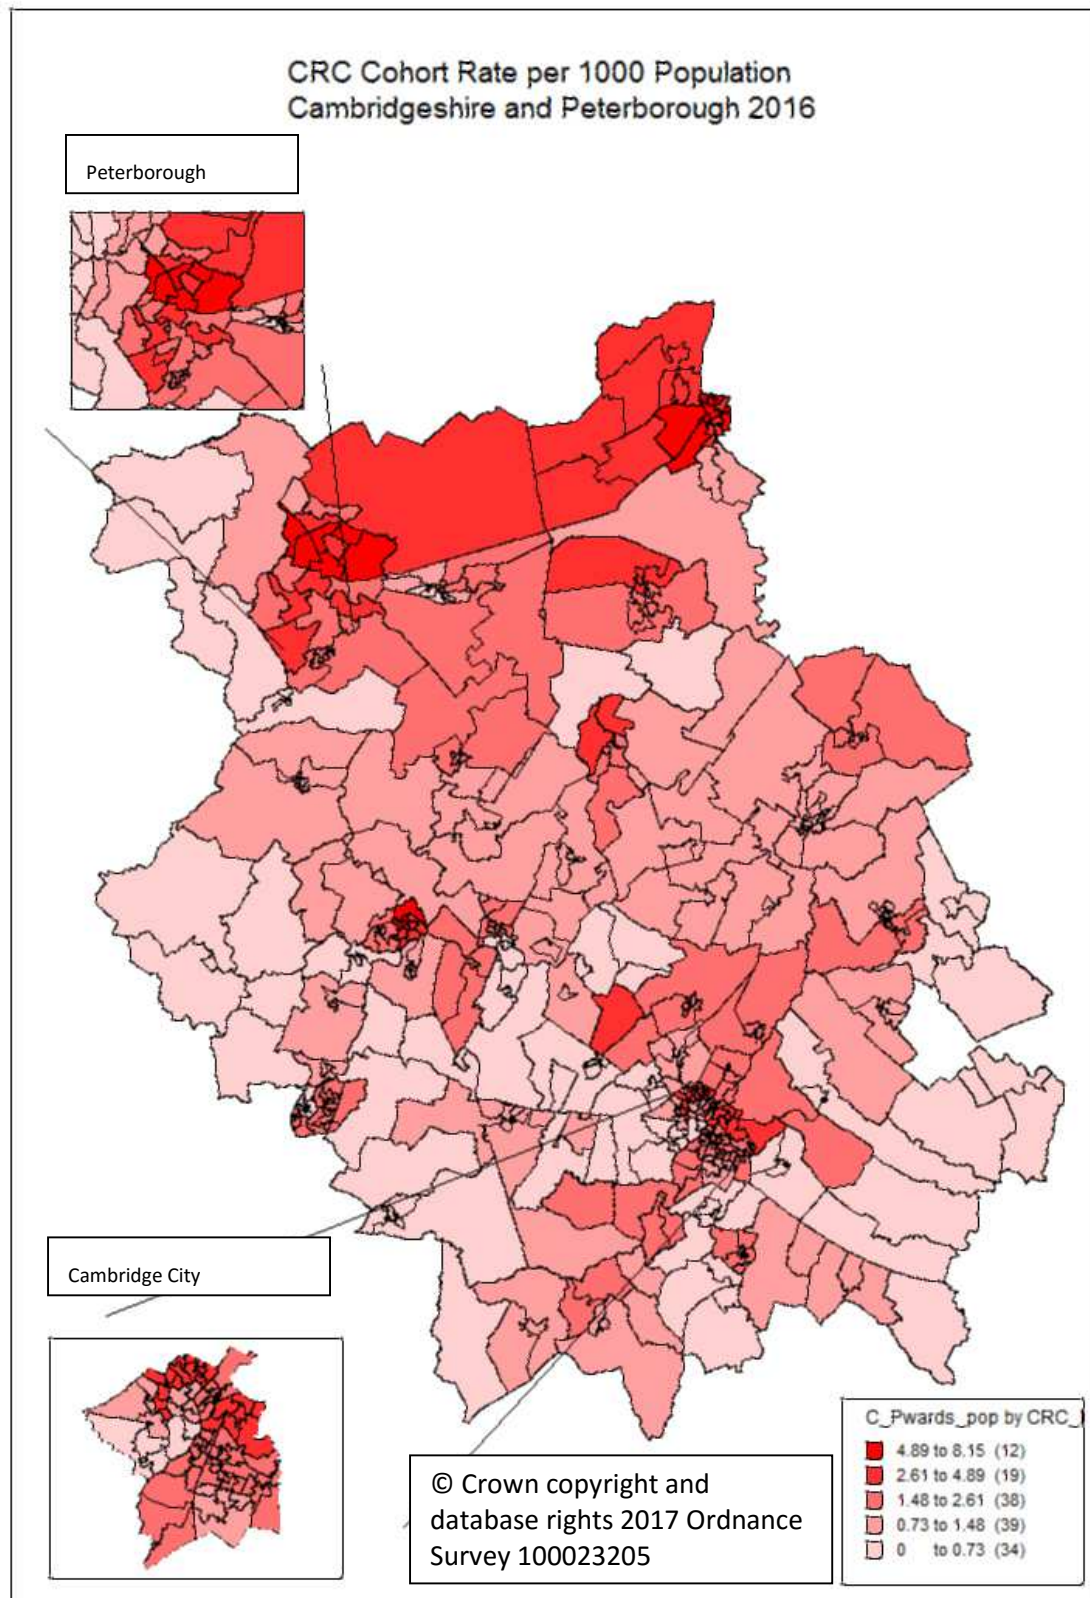 CRC Cohort Rate per 1000 Population
Cambridgeshire and Peterborough 2016
Peterborough
Cambridge City
© Crown copyright and
database rights 2017 Ordnance
Survey 100023205
C_Pwards_pop by CRC_
4.89 to 8.15 (12)
2.61 to 4.89 (19)
1.48 to 2.61 (38)
0.73 to 1.48 (39)
0 to 0.73 (34)